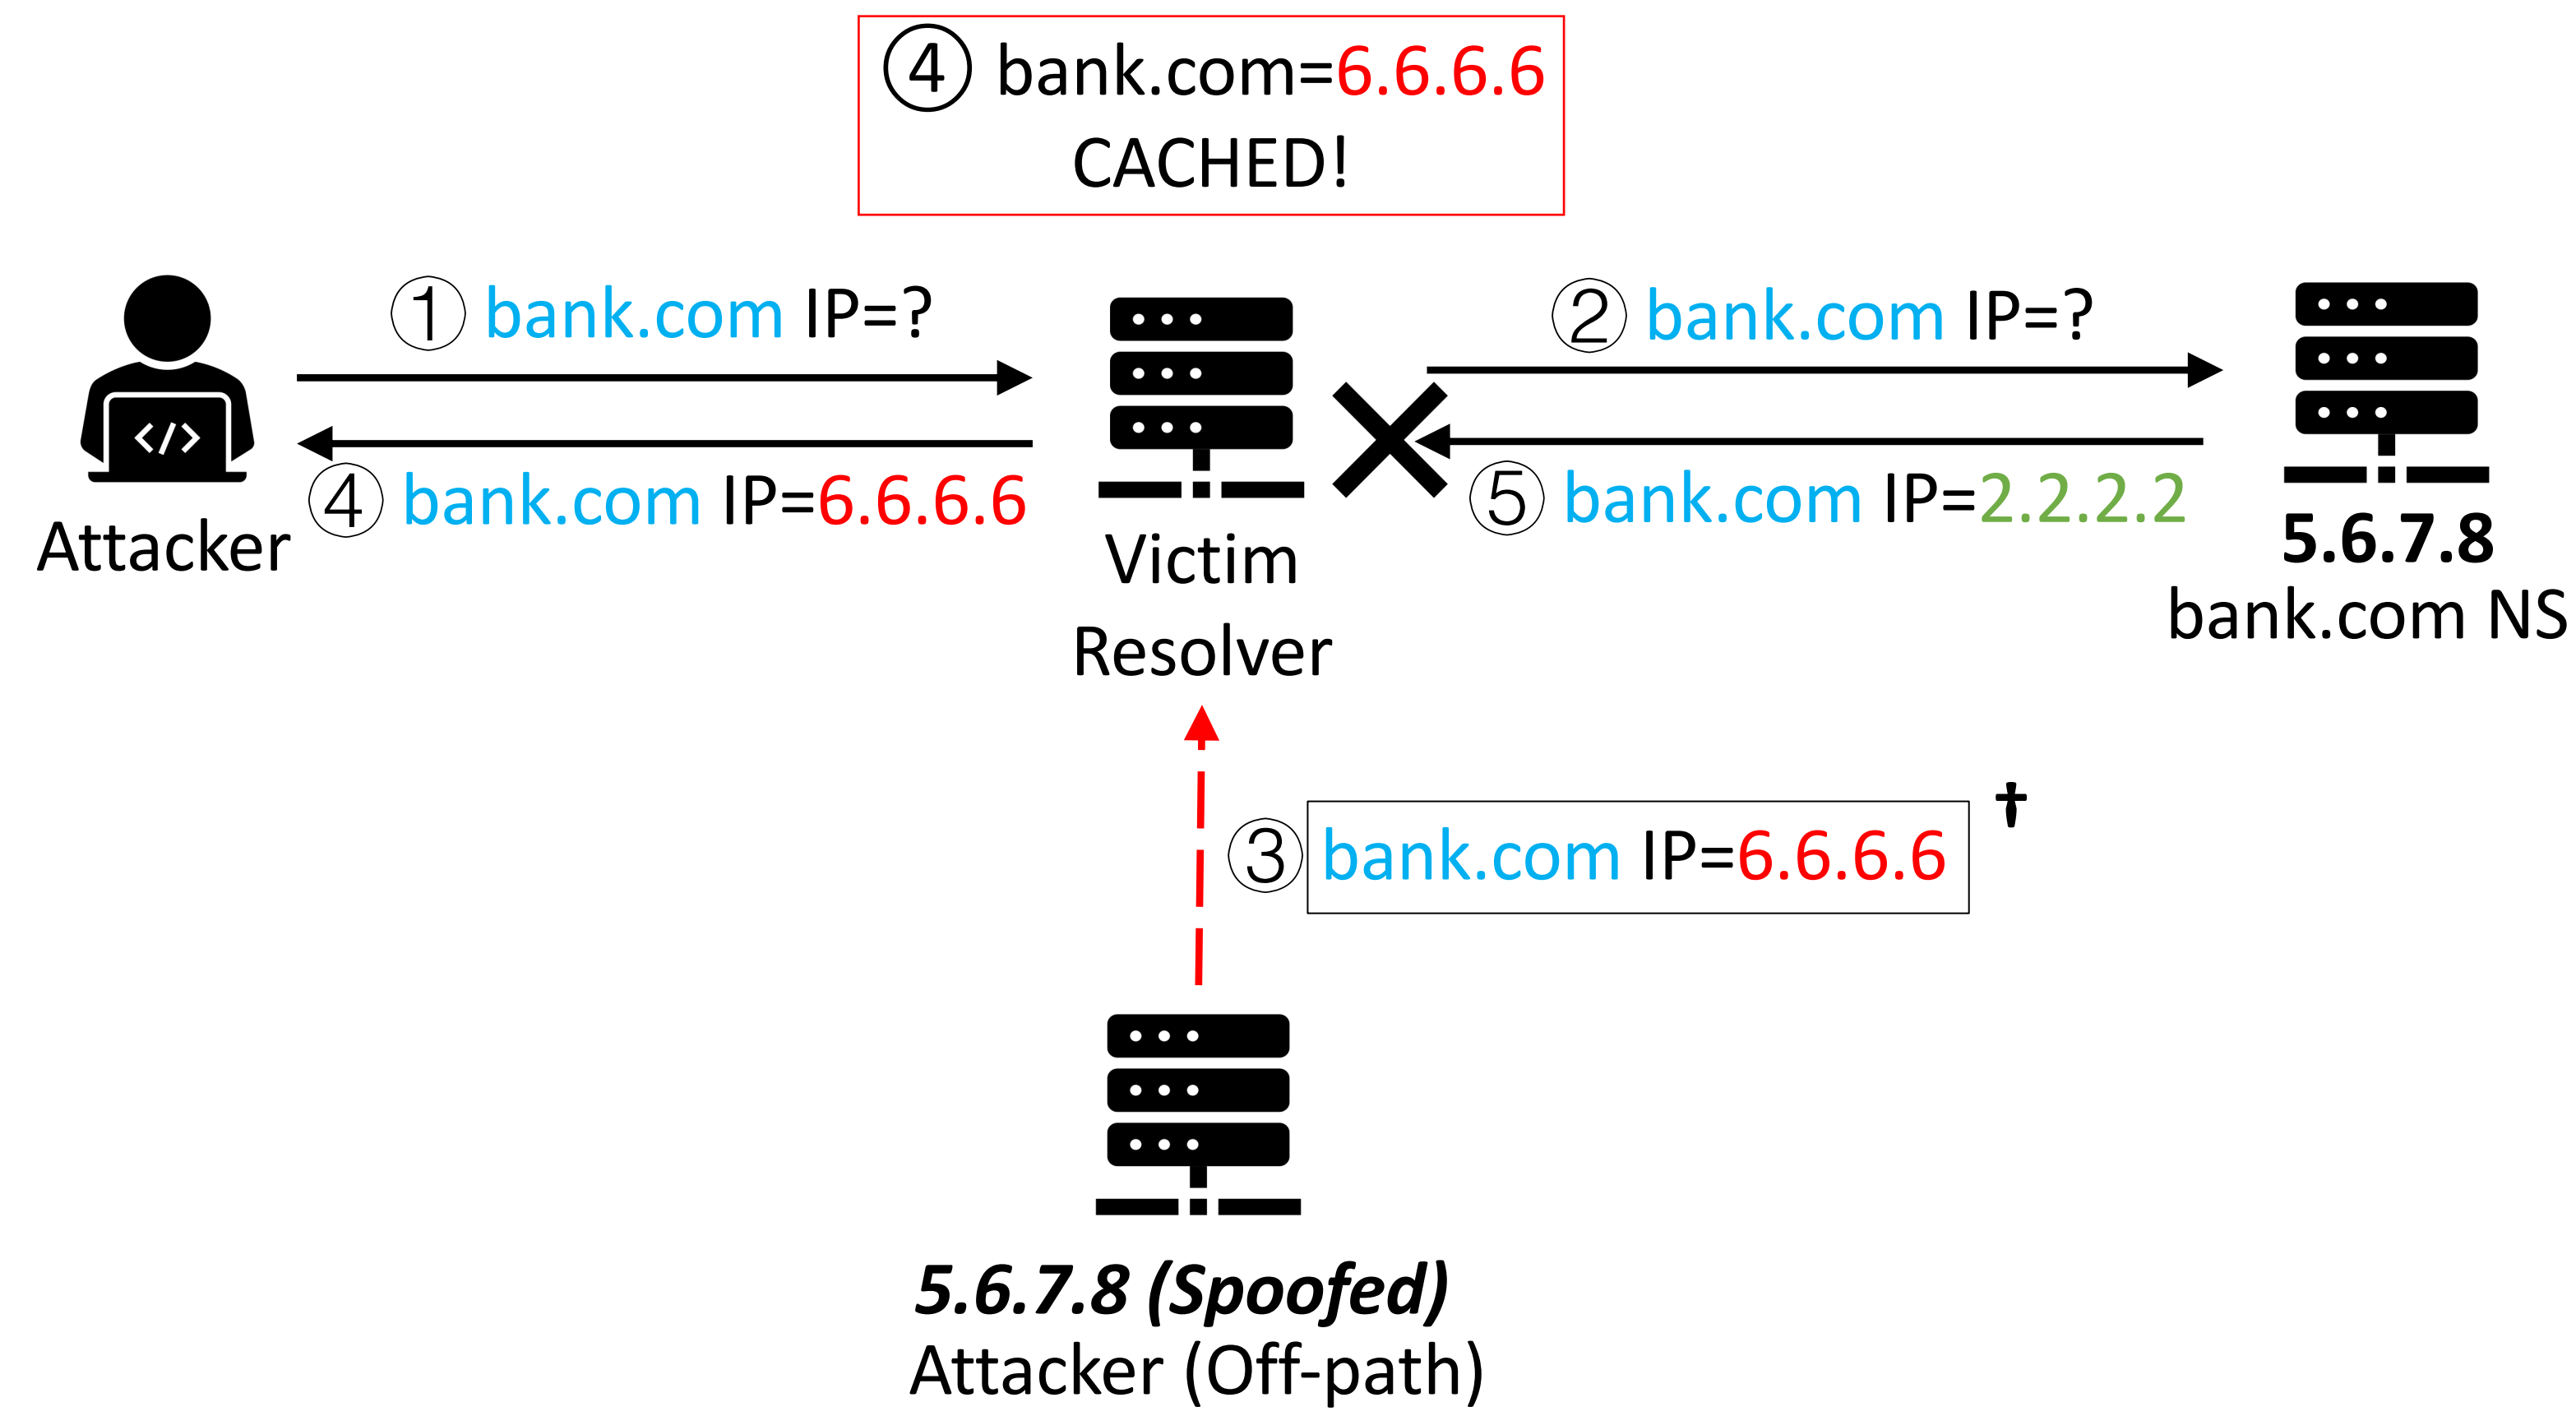 ④ bank.com=6.6.6.6
CACHED!
① bank.com IP=?
② bank.com IP=?
</>
④ bank.com IP=6.6.6.6
⑤ bank.com IP=2.2.2.2
Attacker
Victim
Resolver
5.6.7.8
bank.com NS
③ bank.com IP=6.6.6.6 †
5.6.7.8 (Spoofed)
Attacker (Off-path)